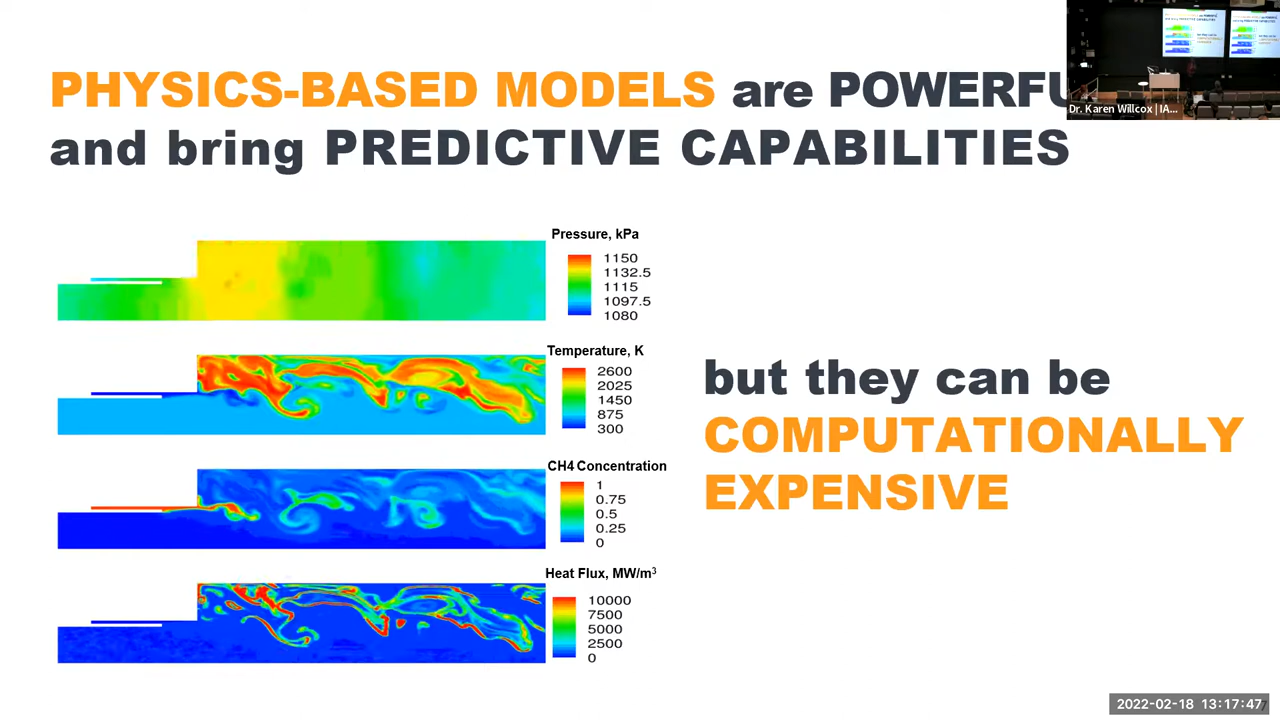 PHYSICS-BASED MODELS are POWERFU
and bring PREDICTIVE CAPABILITIES
Dr. Karen Willcox | IA...
Pressure, kPa
1150
1132.5
1115
1097.5
1080
Temperature, K
2600
2025
1450
875
300
but they can be
COMPUTATIONALLY
EXPENSIVE
CH4 Concentration
1
0.75
0.5
0.25
0
Heat Flux, MW/m³
10000
7500
5000
2500
0
2022-02-18 13:17:47